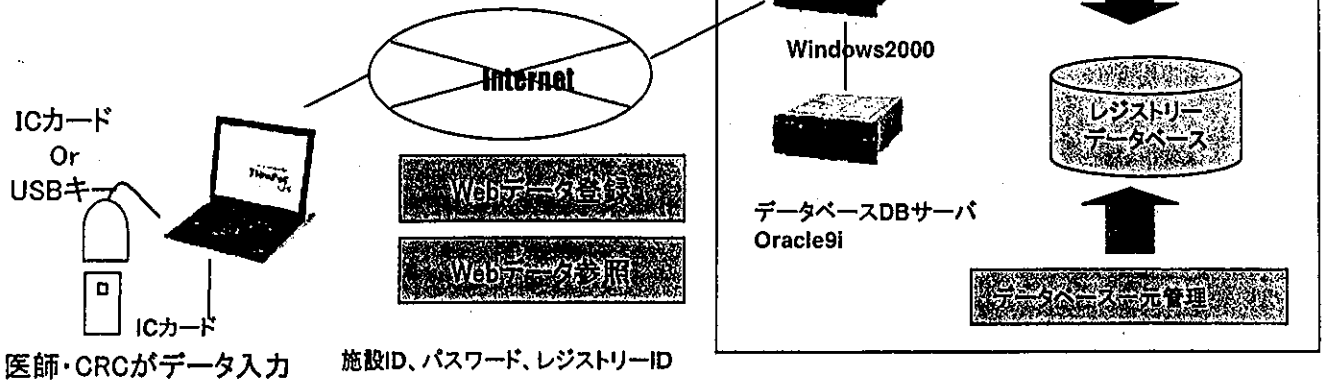 Internet
Windows2000
ICカード
Or
USBキー
レジストリー
データベース
Webデータ登録
データベースDBサーバ
Oracle9i
Webデータ参照
データベース一元管理
ICカード
医師・CRCがデータ入力
施設ID、パスワード、レジストリーID